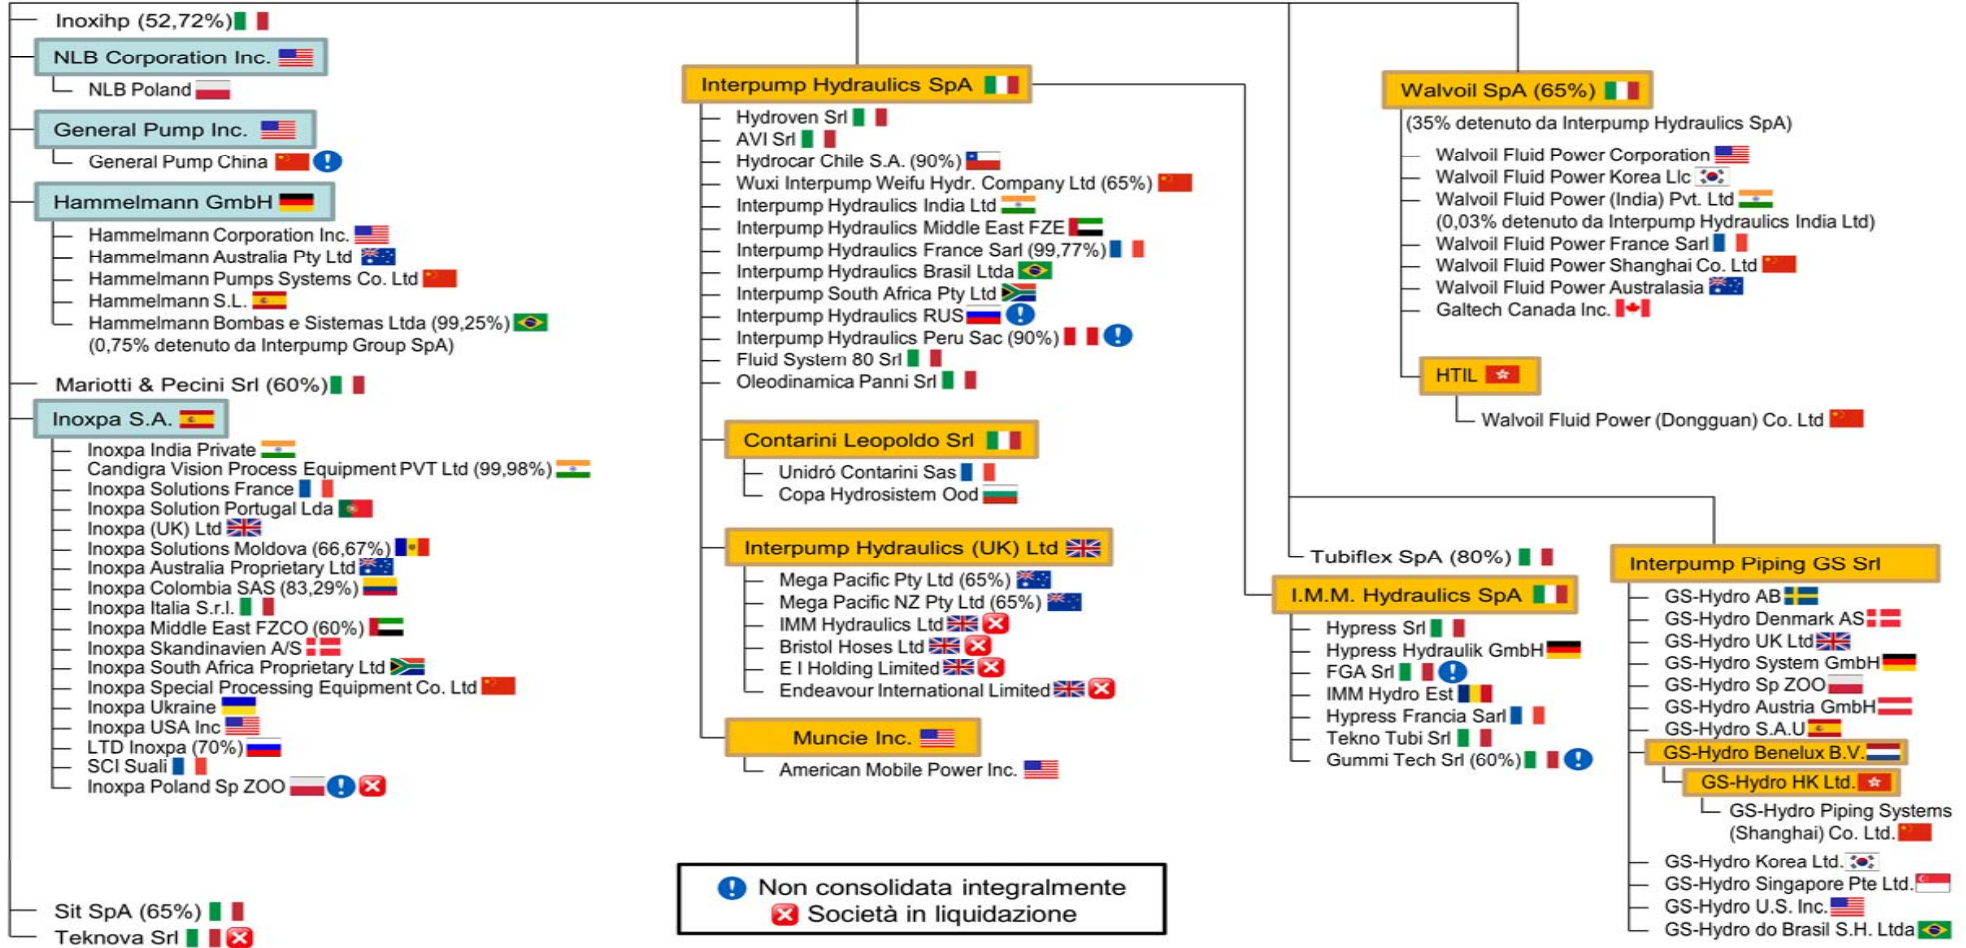 Inoxihp (52,72%)
NLB Corporation Inc.
NLB Poland
General Pump Inc.
General Pump China
Hammelmann GmbH
Hammelmann Corporation Inc.
Hammelmann Australia Pty Ltd
Hammelmann Pumps Systems Co. Ltd
Hammelmann S.L.
Hammelmann Bombas e Sistemas Ltda (99,25%)
(0,75% detenuto da Interpump Group SpA)
Mariotti & Pecini Srl (60%)
Inoxpa S.A.
Inoxpa India Private
Candigra Vision Process Equipment PVT Ltd (99,98%)
Inoxpa Solutions France
Inoxpa Solution Portugal Lda
Inoxpa (UK) Ltd
Inoxpa Solutions Moldova (66,67%)
Inoxpa Australia Proprietary Ltd
Inoxpa Colombia SAS (83,29%)
Inoxpa Italia S.r.l.
Inoxpa Middle East FZCO (60%)
Inoxpa Skandinavien A/S
Inoxpa South Africa Proprietary Ltd
Inoxpa Special Processing Equipment Co. Ltd
Inoxpa Ukraine
Inoxpa USA Inc
LTD Inoxpa (70%)
SCI Suali
Inoxpa Poland Sp ZOO
Sit SpA (65%)
Teknova Srl
Interpump Hydraulics SpA
Hydroven Srl
AVI Srl
Hydrocar Chile S.A. (90%)
Wuxi Interpump Weifu Hydr. Company Ltd (65%)
Interpump Hydraulics India Ltd
Interpump Hydraulics Middle East FZE
Interpump Hydraulics France Sarl (99,77%)
Interpump Hydraulics Brasil Ltda
Interpump South Africa Pty Ltd
Interpump Hydraulics RUS
Interpump Hydraulics Peru Sac (90%)
Fluid System 80 Srl
Oleodinamica Panni Srl
Contarini Leopoldo Srl
Unidró Contarini Sas
Copa Hydrosistem Ood
Interpump Hydraulics (UK) Ltd
Mega Pacific Pty Ltd (65%)
Mega Pacific NZ Pty Ltd (65%)
IMM Hydraulics Ltd
Bristol Hoses Ltd
E I Holding Limited
Endeavour International Limited
Muncie Inc.
American Mobile Power Inc.
Non consolidata integralmente
Società in liquidazione
Tubiflex SpA (80%)
I.M.M. Hydraulics SpA
Hypress Srl
Hypress Hydraulik GmbH
FGA Srl
IMM Hydro Est
Hypress Francia Sarl
Tekno Tubi Srl
Gummi Tech Srl (60%)
Walvoil SpA (65%)
(35% detenuto da Interpump Hydraulics SpA)
Walvoil Fluid Power Corporation
Walvoil Fluid Power Korea Llc
Walvoil Fluid Power (India) Pvt. Ltd
(0,03% detenuto da Interpump Hydraulics India Ltd)
Walvoil Fluid Power France Sarl
Walvoil Fluid Power Shanghai Co. Ltd
Walvoil Fluid Power Australasia
Galtech Canada Inc.
HTIL
Walvoil Fluid Power (Dongguan) Co. Ltd
Interpump Piping GS Srl
GS-Hydro AB
GS-Hydro Denmark AS
GS-Hydro UK Ltd
GS-Hydro System GmbH
GS-Hydro Sp ZOO
GS-Hydro Austria GmbH
GS-Hydro S.A.U
GS-Hydro Benelux B.V.
GS-Hydro HK Ltd.
GS-Hydro Piping Systems
(Shanghai) Co. Ltd.
GS-Hydro Korea Ltd.
GS-Hydro Singapore Pte Ltd.
GS-Hydro U.S. Inc.
GS-Hydro do Brasil S.H. Ltda